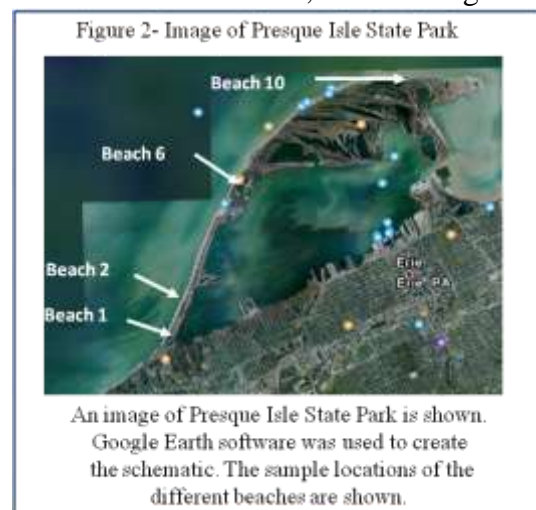 Figure 2- Image of Presque Isle State Park
Beach 10
Beach 6
Beach 2
Beach 1
Erie
Erie, PA
An image of Presque Isle State Park is shown.
Google Earth software was used to create
the schematic. The sample locations of the
different beaches are shown.